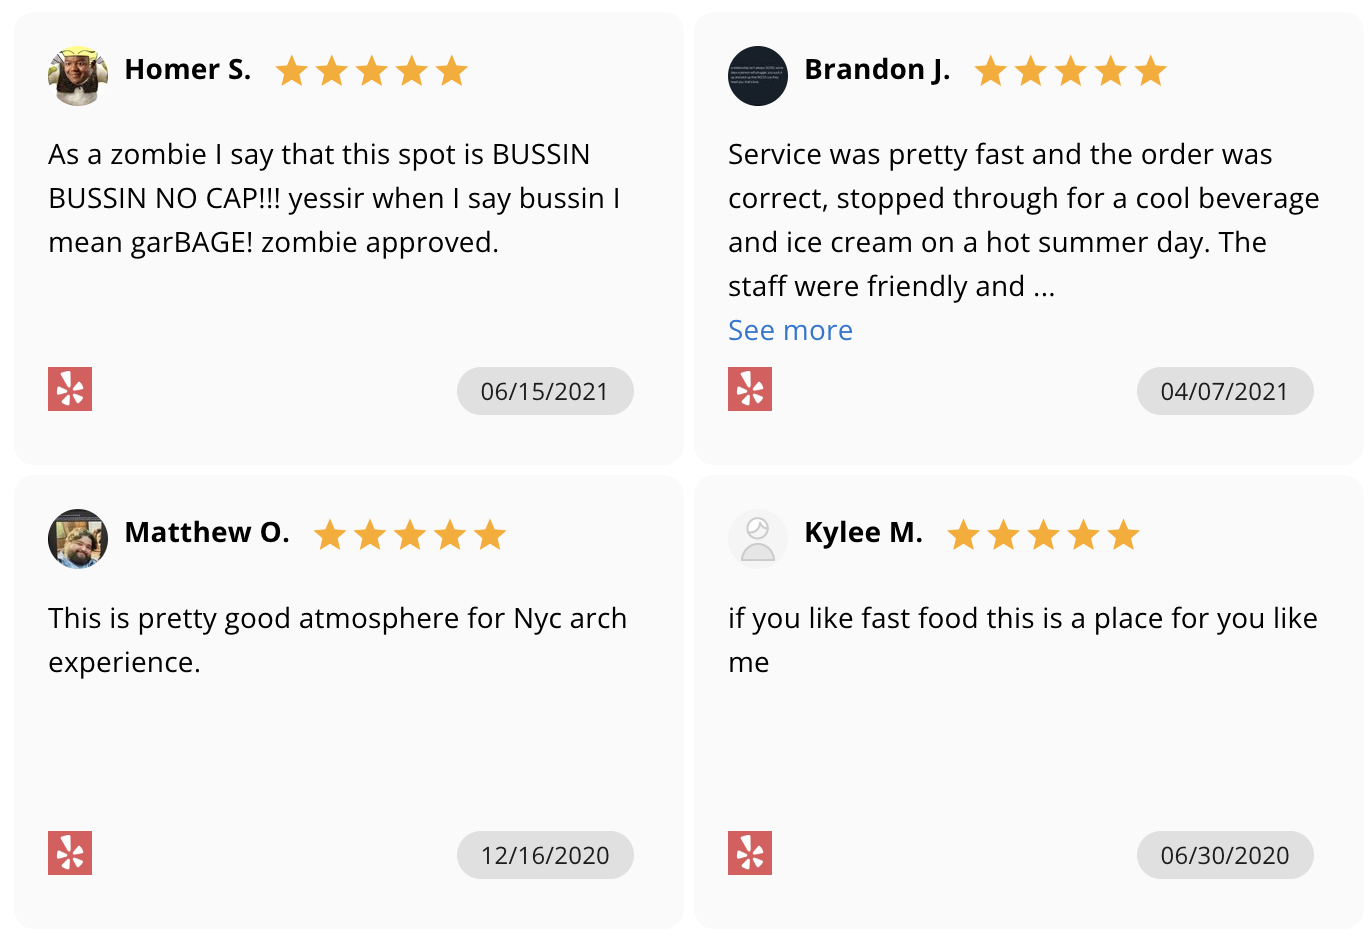 Homer S.
As a zombie I say that this spot is BUSSIN
BUSSIN NO CAP!!! yessir when I say bussin I
mean garBAGE! zombie approved.
06/15/2021
Brandon J.
Service was pretty fast and the order was
correct, stopped through for a cool beverage
and ice cream on a hot summer day. The
staff were friendly and ...
See more
04/07/2021
Matthew O.
This is pretty good atmosphere for Nyc arch
experience.
12/16/2020
Kylee M.
if you like fast food this is a place for you like
me
06/30/2020